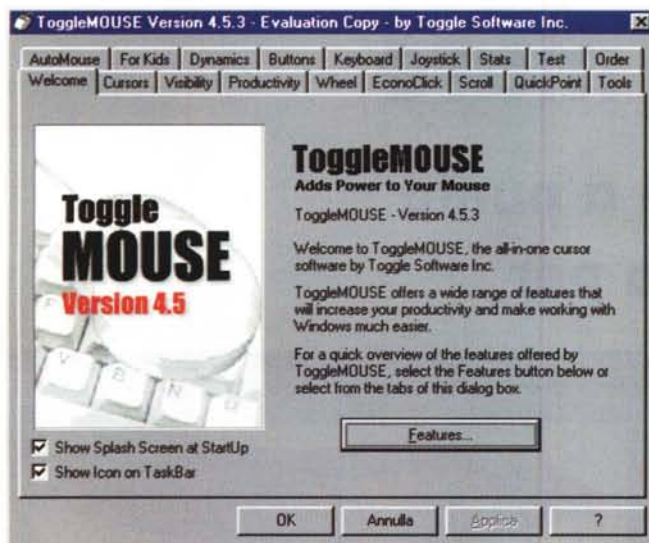 ToggleMOUSE Version 4.5.3 - Evaluation Copy - by Toggle Software Inc.
AutoMouse For Kids Dynamics Buttons Keyboard Joystick Stats Test Order
Welcome Cursors Visibility Productivity Wheel EconoClick Scroll QuickPoint Tools
Toggle
MOUSE
Version 4.5
V B N
ToggleMOUSE
Adds Power to Your Mouse
ToggleMOUSE - Version 4.5.3
Welcome to ToggleMOUSE, the all-in-one cursor
software by Toggle Software Inc.
ToggleMOUSE offers a wide range of features that
will increase your productivity and make working with
Windows much easier.
For a quick overview of the features offered by
ToggleMOUSE, select the Features button below or
select from the tabs of this dialog box.
Features...
Show Splash Screen at StartUp
Show Icon on TaskBar
OK Annulla Applica ?